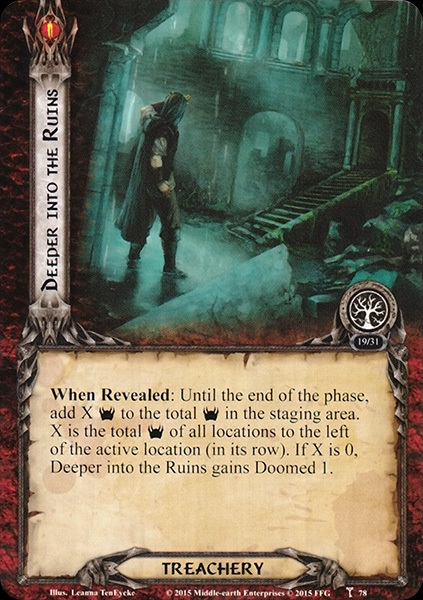 DEEPER INTO THE RUINS
19/31
When Revealed: Until the end of the phase,
add X to the total in the staging area.
X is the total of all locations to the left
of the active location (in its row). If X is 0,
Deeper into the Ruins gains Doomed 1.
TREACHERY
Illus. Leanna TenEycke
© 2015 Middle-earth Enterprises © 2015 FFG
78